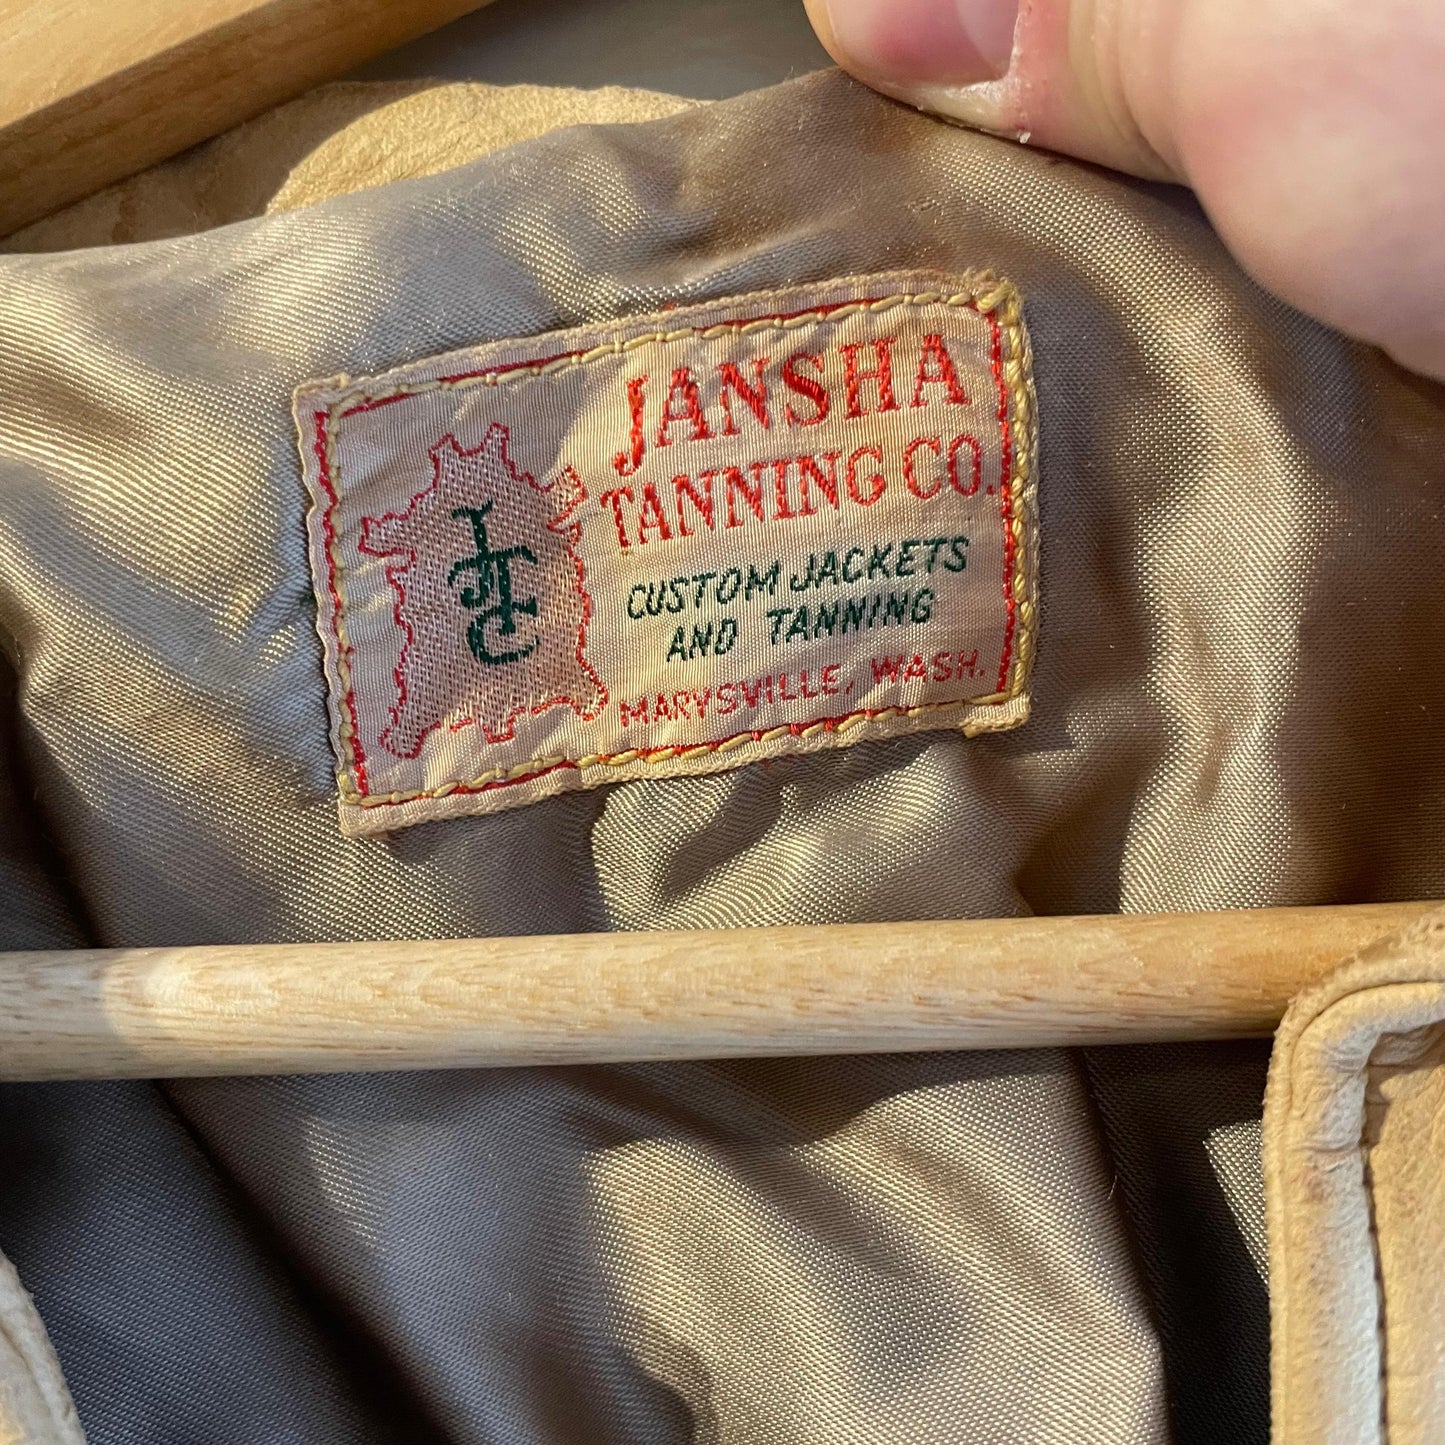 JTC
JANSHA
TANNING CO.
CUSTOM JACKETS
AND TANNING
MARYSVILLE, WASH.